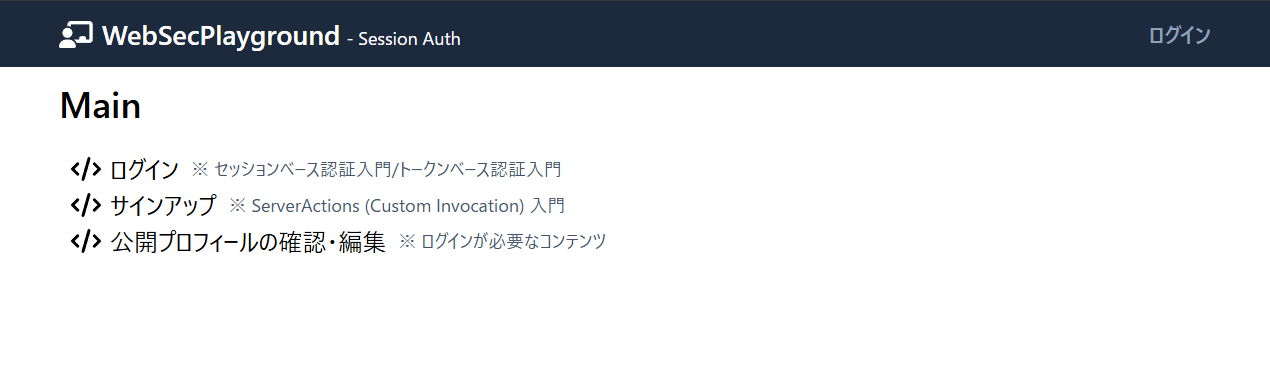 WebSecPlayground - Session Auth ログイン
Main
ログイン ※ セッションベース認証入門/トークンベース認証入門
サインアップ ※ ServerActions (Custom Invocation) 入門
公開プロフィールの確認・編集 ※ ログインが必要なコンテンツ